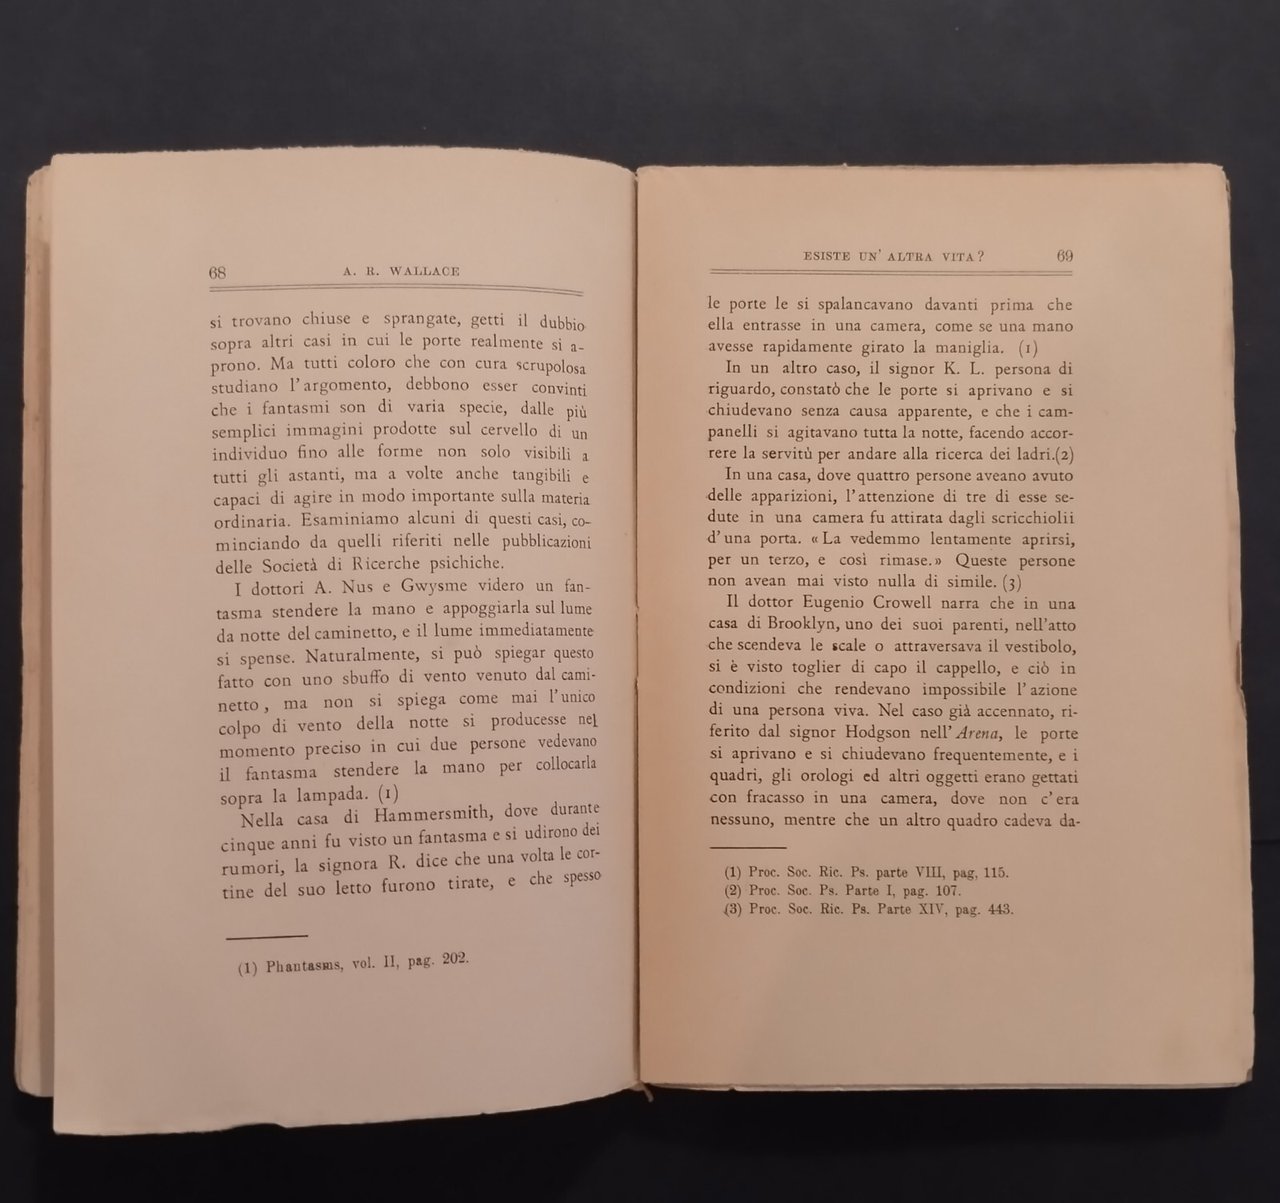 68
A. R. WALLACE
si trovano chiuse e sprangate, getti il dubbio
sopra altri casi in cui le porte realmente si a-
prono. Ma tutti coloro che con cura scrupolosa
studiano l'argomento, debbono esser convinti
che i fantasmi son di varia specie, dalle più
semplici immagini prodotte sul cervello di un
individuo fino alle forme non solo visibili a
tutti gli astanti, ma a volte anche tangibili e
capaci di agire in modo importante sulla materia
ordinaria. Esaminiamo alcuni di questi casi, co-
minciando da quelli riferiti nelle pubblicazioni
delle Società di Ricerche psichiche.
I dottori A. Nus e Gwysme videro un fan-
tasma stendere la mano e appoggiarla sul lume
da notte del caminetto, e il lume immediatamente
si spense. Naturalmente, si può spiegar questo
fatto con uno sbuffo di vento venuto dal cami-
netto, ma non si spiega come mai l'unico
colpo di vento della notte si producesse nel
momento preciso in cui due persone vedevano
il fantasma stendere la mano per collocarla
sopra la lampada. (1)
Nella casa di Hammersmith, dove durante
cinque anni fu visto un fantasma e si udirono dei
rumori, la signora R. dice che una volta le cor-
tine del suo letto furono tirate, e che spesso
(1) Phantasms, vol. II, pag. 202.
ESISTE UN' ALTRA VITA?
69
le porte le si spalancavano davanti prima che
ella entrasse in una camera, come se una mano
avesse rapidamente girato la maniglia. (1)
In un altro caso, il signor K. L. persona di
riguardo, constatò che le porte si aprivano e si
chiudevano senza causa apparente, e che i cam-
panelli si agitavano tutta la notte, facendo accor-
rere la servitù per andare alla ricerca dei ladri.(2)
In una casa, dove quattro persone aveano avuto
delle apparizioni, l'attenzione di tre di esse se-
dute in una camera fu attirata dagli scricchiolii
d'una porta. «La vedemmo lentamente aprirsi,
per un terzo, e così rimase.» Queste persone
non avean mai visto nulla di simile. (3)
Il dottor Eugenio Crowell narra che in una
casa di Brooklyn, uno dei suoi parenti, nell'atto
che scendeva le scale o attraversava il vestibolo,
si è visto toglier di capo il cappello, e ciò in
condizioni che rendevano impossibile l'azione
di una persona viva. Nel caso già accennato, ri-
ferito dal signor Hodgson nell'Arena, le porte
si aprivano e si chiudevano frequentemente, e i
quadri, gli orologi ed altri oggetti erano gettati
con fracasso in una camera, dove non c'era
nessuno, mentre che un altro quadro cadeva da-
(1) Proc. Soc. Ric. Ps. parte VIII, pag, 115.
(2) Proc. Soc. Ps. Parte I, pag. 107.
(3) Proc. Soc. Ric. Ps. Parte XIV, pag. 443.